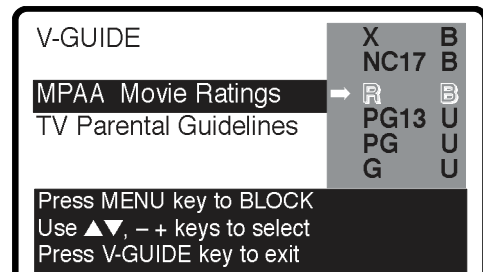 V-GUIDE
X B
NC17 B
MPAA Movie Ratings ➡ R B
TV Parental Guidelines PG13 U
PG U
G U
Press MENU key to BLOCK
Use ▲▼, – + keys to select
Press V-GUIDE key to exit